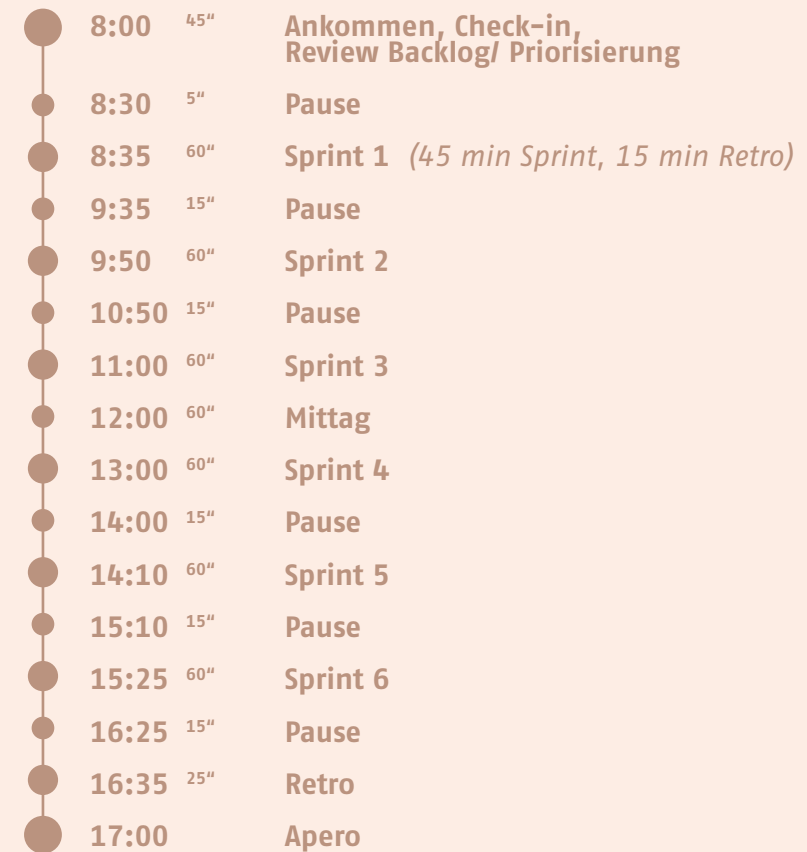 8:00 45“ Ankommen, Check-in,
Review Backlog/ Priorisierung
8:30 5“ Pause
8:35 60“ Sprint 1 (45 min Sprint, 15 min Retro)
9:35 15“ Pause
9:50 60“ Sprint 2
10:50 15“ Pause
11:00 60“ Sprint 3
12:00 60“ Mittag
13:00 60“ Sprint 4
14:00 15“ Pause
14:10 60“ Sprint 5
15:10 15“ Pause
15:25 60“ Sprint 6
16:25 15“ Pause
16:35 25“ Retro
17:00 Apero